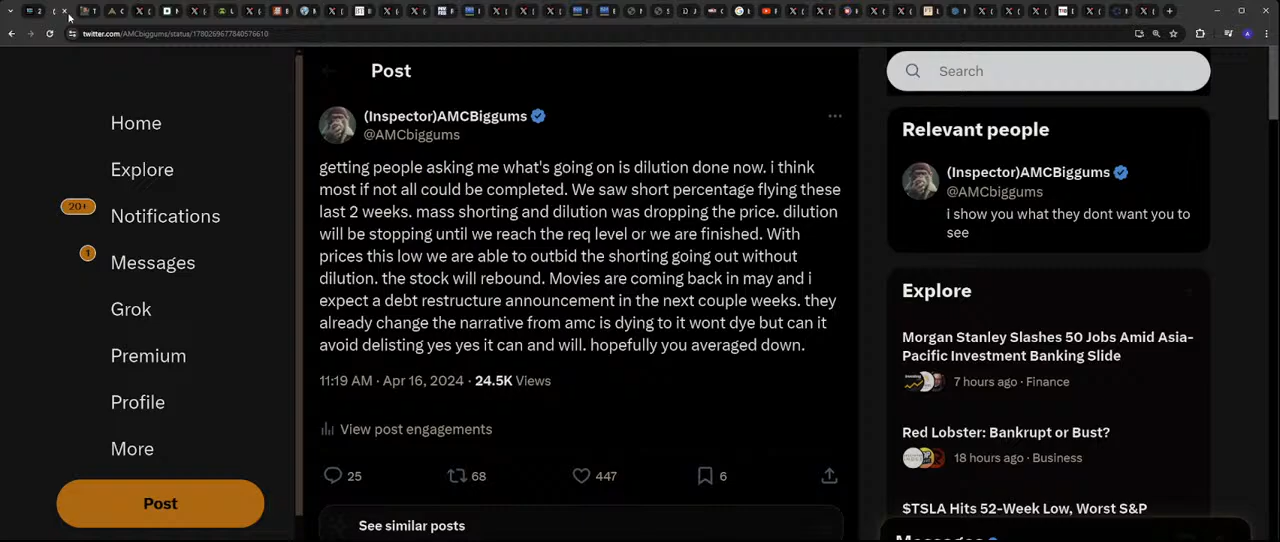 2
twitter.com/AMCbiggums/status/1780269677840576610
Post
Search
Home
Explore
20+
Notifications
1
Messages
Grok
Premium
Profile
More
Post
(Inspector)AMCBiggums
@AMCbiggums
getting people asking me what's going on is dilution done now. i think
most if not all could be completed. We saw short percentage flying these
last 2 weeks. mass shorting and dilution was dropping the price. dilution
will be stopping until we reach the req level or we are finished. With
prices this low we are able to outbid the shorting going out without
dilution. the stock will rebound. Movies are coming back in may and i
expect a debt restructure announcement in the next couple weeks. they
already change the narrative from amc is dying to it wont dye but can it
avoid delisting yes yes it can and will. hopefully you averaged down.
11:19 AM · Apr 16, 2024 · 24.5K Views
View post engagements
25 68 447 6
See similar posts
Relevant people
(Inspector)AMCBiggums
@AMCbiggums
i show you what they dont want you to
see
Explore
Morgan Stanley Slashes 50 Jobs Amid Asia-
Pacific Investment Banking Slide
7 hours ago · Finance
Red Lobster: Bankrupt or Bust?
18 hours ago · Business
$TSLA Hits 52-Week Low, Worst S&P
Messages